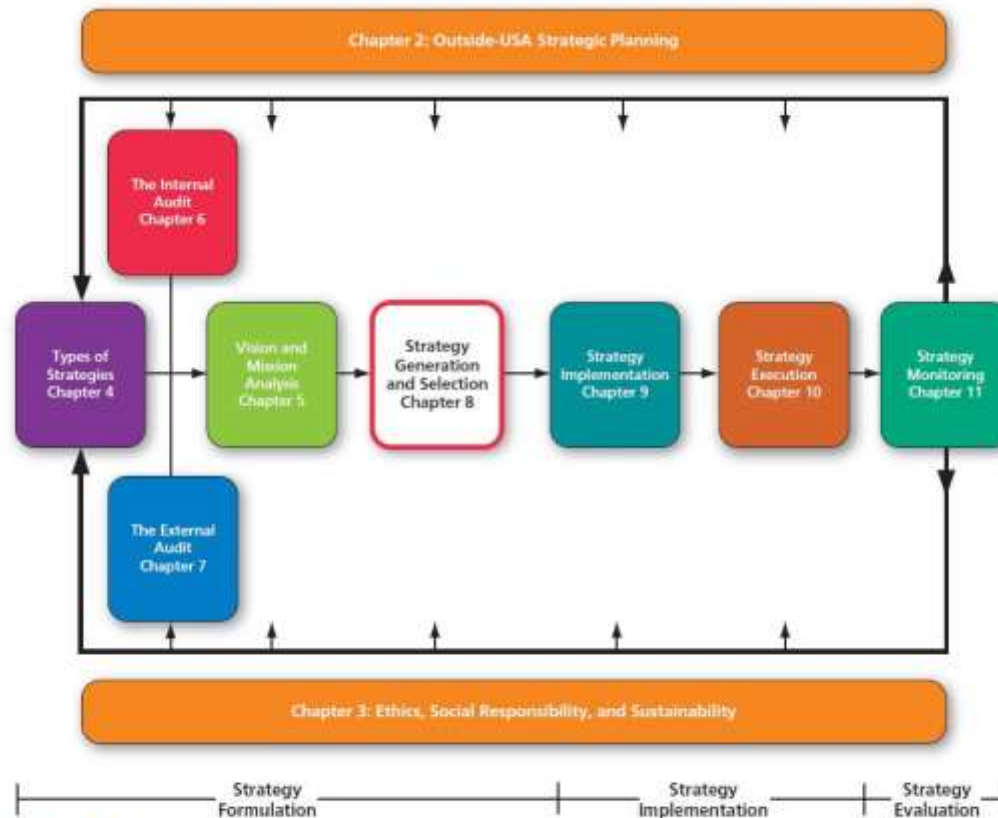 Chapter 2: Outside-USA Strategic Planning
The Internal
Audit
Chapter 6
Types of
Strategies
Chapter 4
Vision and
Mission
Analysis
Chapter 5
Strategy
Generation
and Selection
Chapter 8
Strategy
Implementation
Chapter 9
Strategy
Execution
Chapter 10
Strategy
Monitoring
Chapter 11
The External
Audit
Chapter 7
Chapter 3: Ethics, Social Responsibility, and Sustainability
Strategy
Formulation
Strategy
Implementation
Strategy
Evaluation